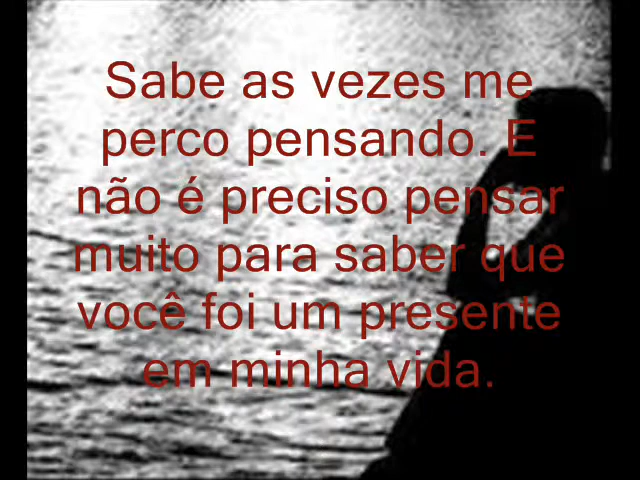 Sabe as vezes me
perco pensando. E
não é preciso pensar
muito para saber que
você foi um presente
em minha vida.